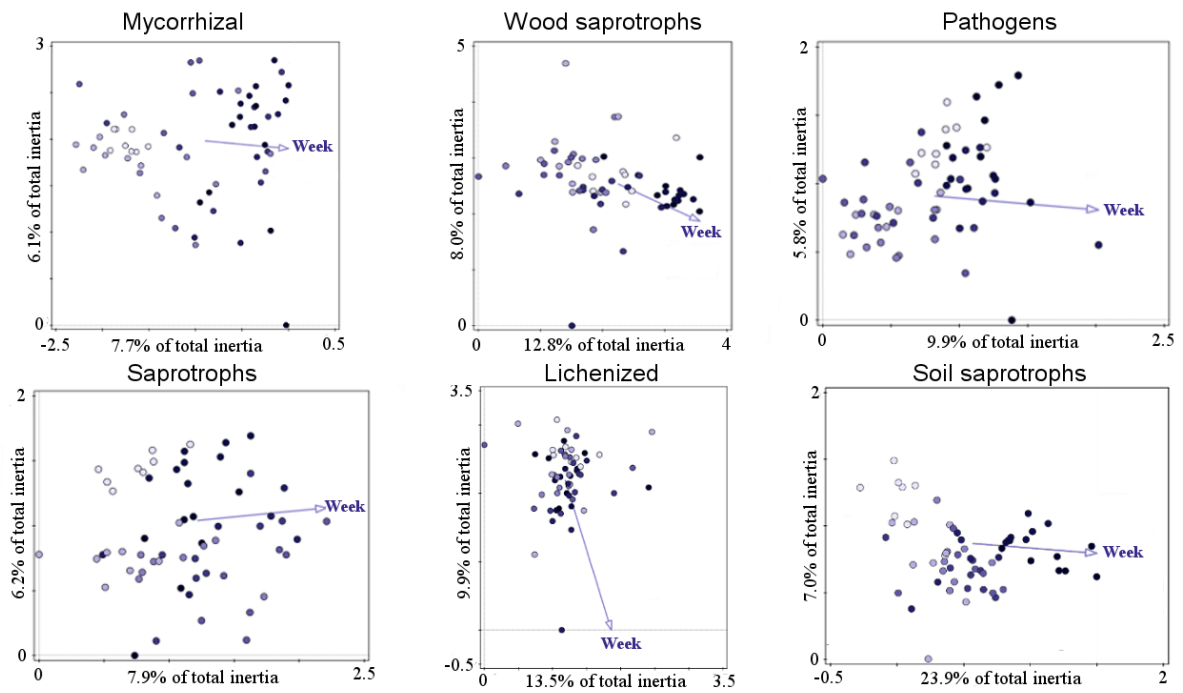 Mycorrhizal
3
6.1% of total inertia
0
-2.5
7.7% of total inertia
0.5
Week
Wood saprotrophs
5
8.0% of total inertia
0
0
12.8% of total inertia
4
Week
Pathogens
2
5.8% of total inertia
0
0
9.9% of total inertia
2.5
Week
Saprotrophs
2
6.2% of total inertia
0
0
7.9% of total inertia
2.5
Week
Lichenized
3.5
9.9% of total inertia
-0.5
0
13.5% of total inertia
3.5
Week
Soil saprotrophs
2
7.0% of total inertia
0
-0.5
23.9% of total inertia
2
Week